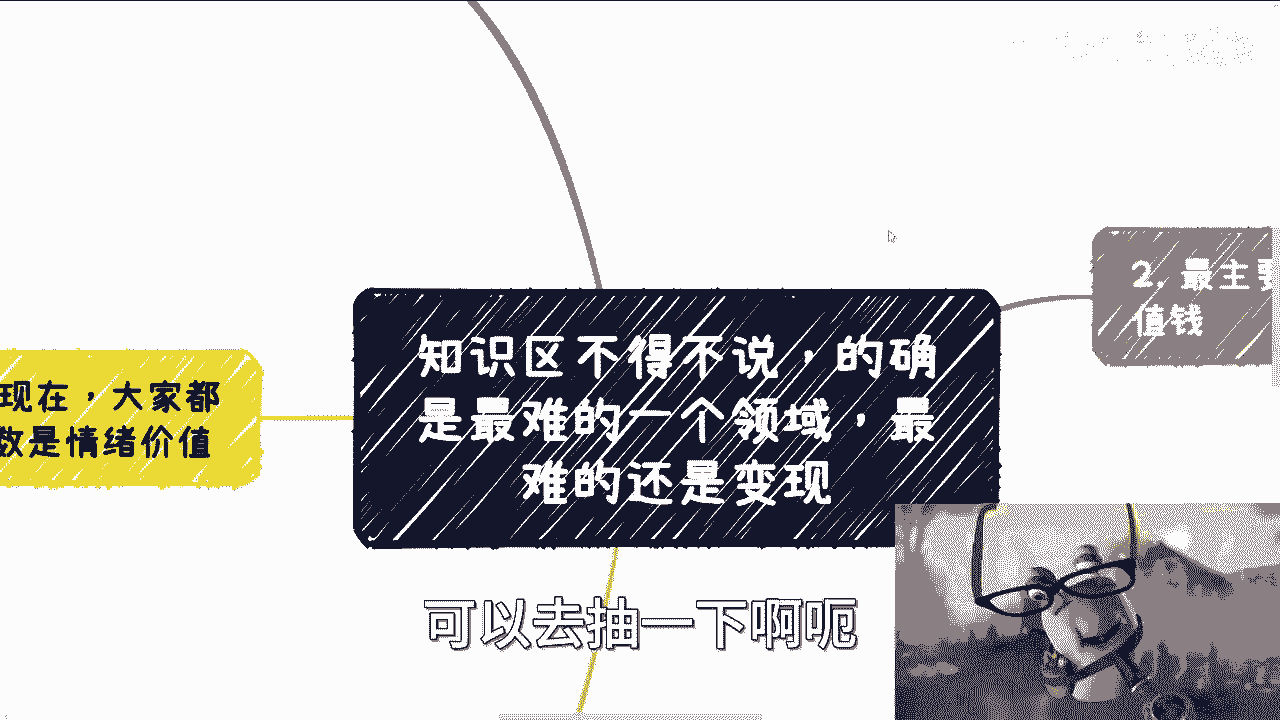 知识区不得不说，的确
是最难的一个领域，最
难的还是变现
2. 最主要
值钱
现在，大家都
数是情绪价值
可以去抽一下啊呃